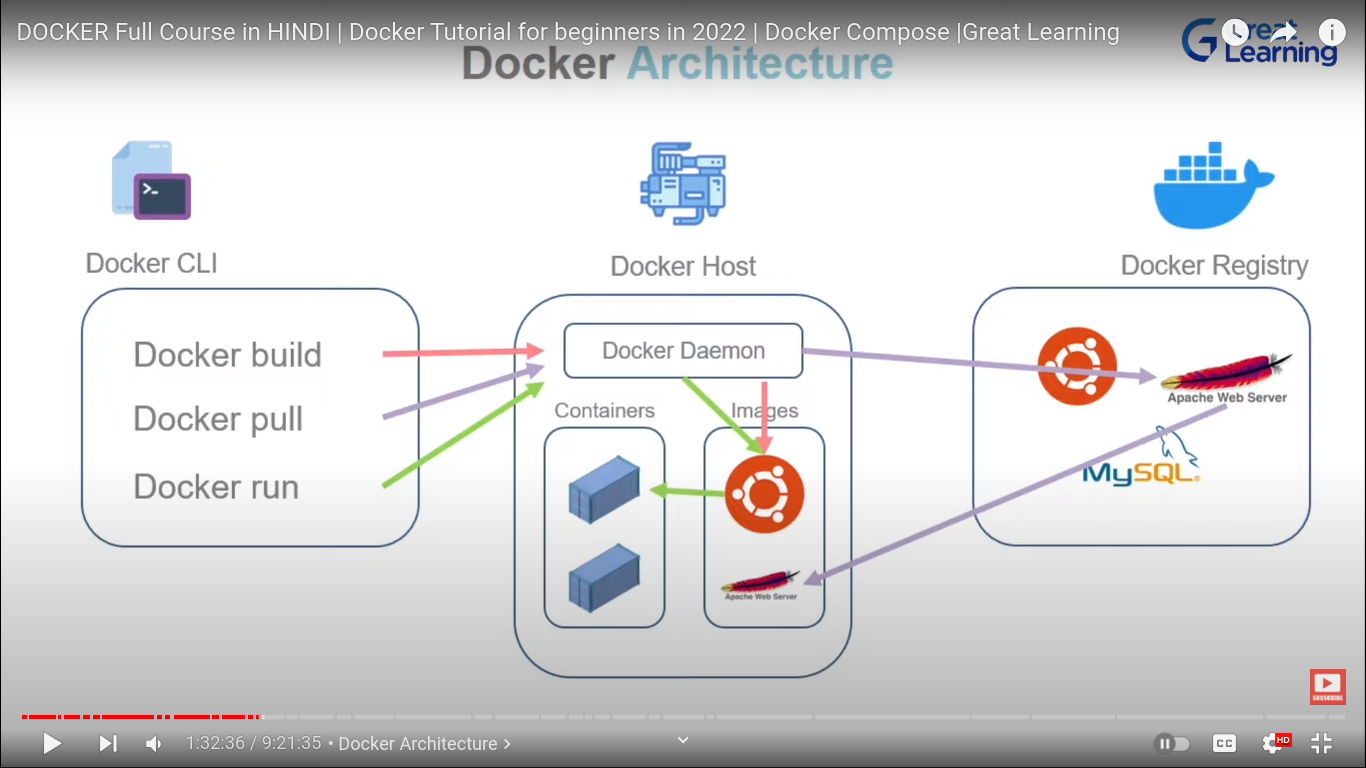 DOCKER Full Course in HINDI | Docker Tutorial for beginners in 2022 | Docker Compose |Great Learning
Great
Learning
Docker Architecture
>_
Docker CLI
Docker Host
Docker Registry
Docker build
Docker pull
Docker run
Docker Daemon
Containers
Images
Apache Web Server
Apache Web Server
MySQL
SUBSCRIBE
1:32:36 / 9:21:35 • Docker Architecture
CC
HD